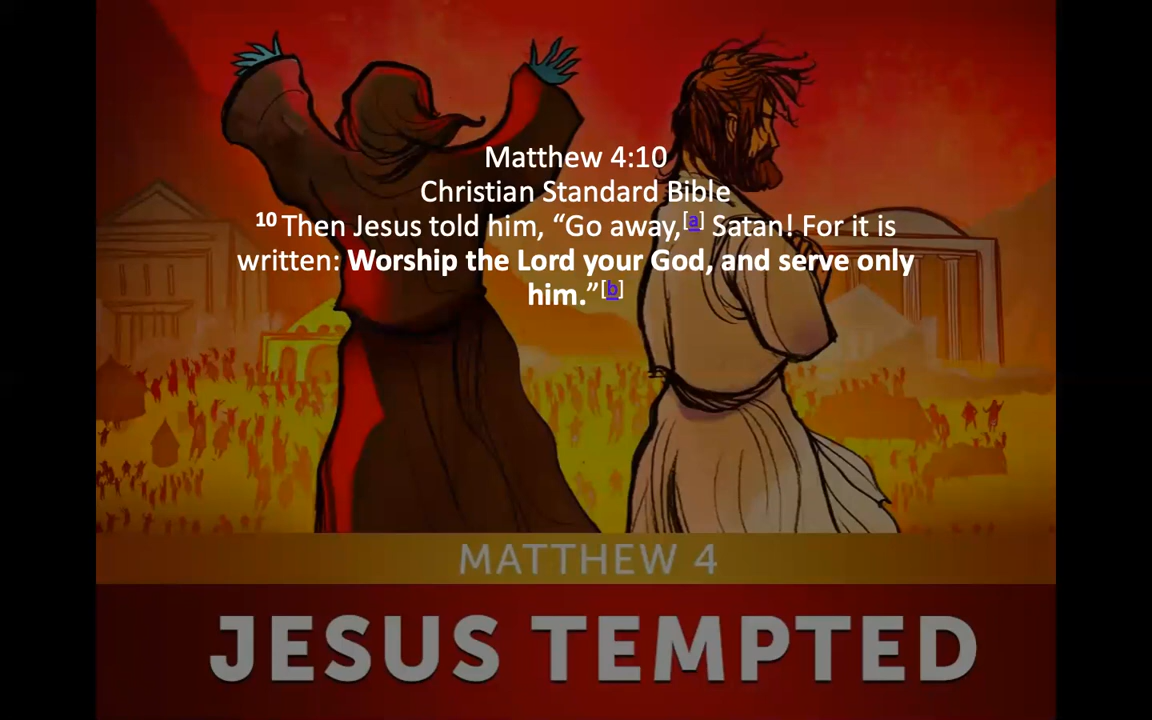 Matthew 4:10
Christian Standard Bible
10 Then Jesus told him, “Go away,[a] Satan! For it is
written: Worship the Lord your God, and serve only
him.”[b]
MATTHEW 4
JESUS TEMPTED